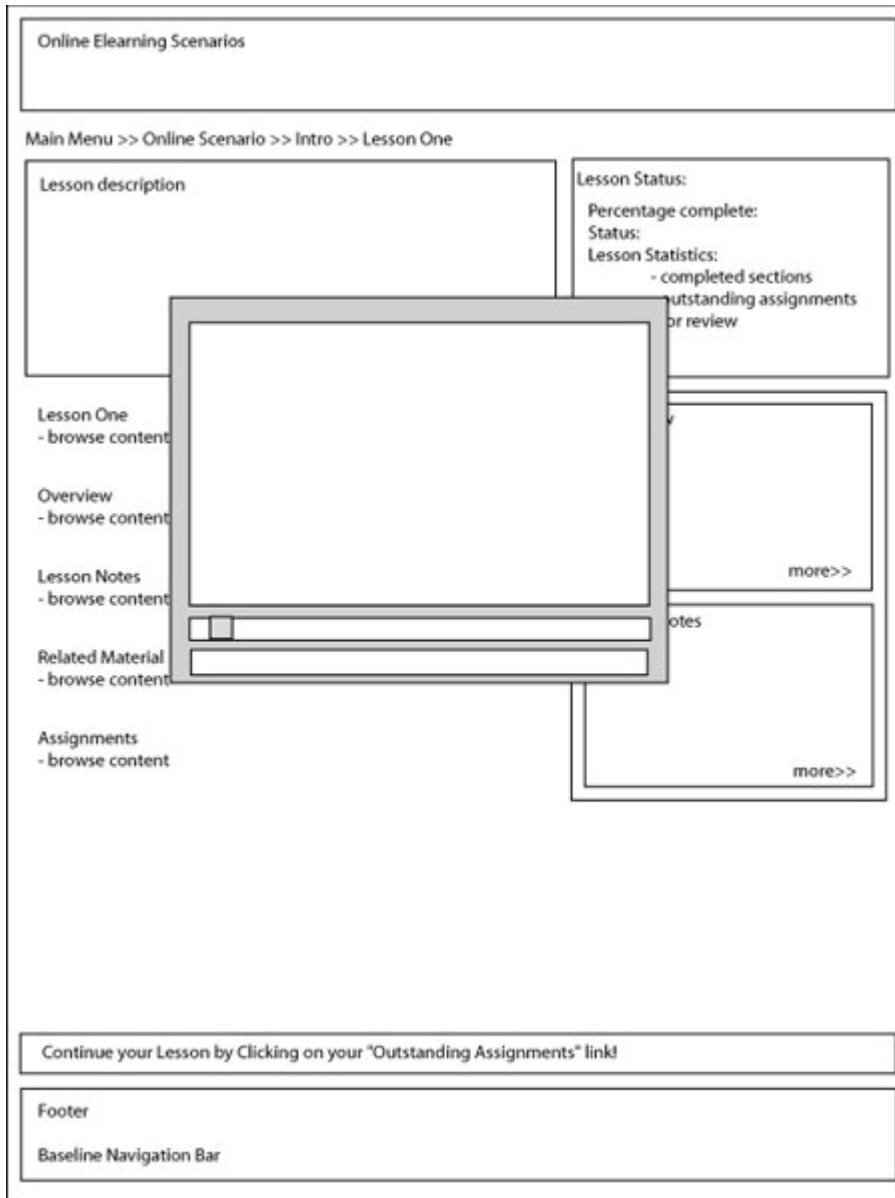 Online Elearning Scenarios
Main Menu >> Online Scenario >> Intro >> Lesson One
Lesson description
Lesson Status:
Percentage complete:
Status:
Lesson Statistics:
- completed sections
outstanding assignments
or review
Lesson One
- browse content
Overview
- browse content
Lesson Notes
- browse content
Related Material
- browse content
Assignments
- browse content
more>>
otes
more>>
Continue your Lesson by Clicking on your "Outstanding Assignments" link!
Footer
Baseline Navigation Bar